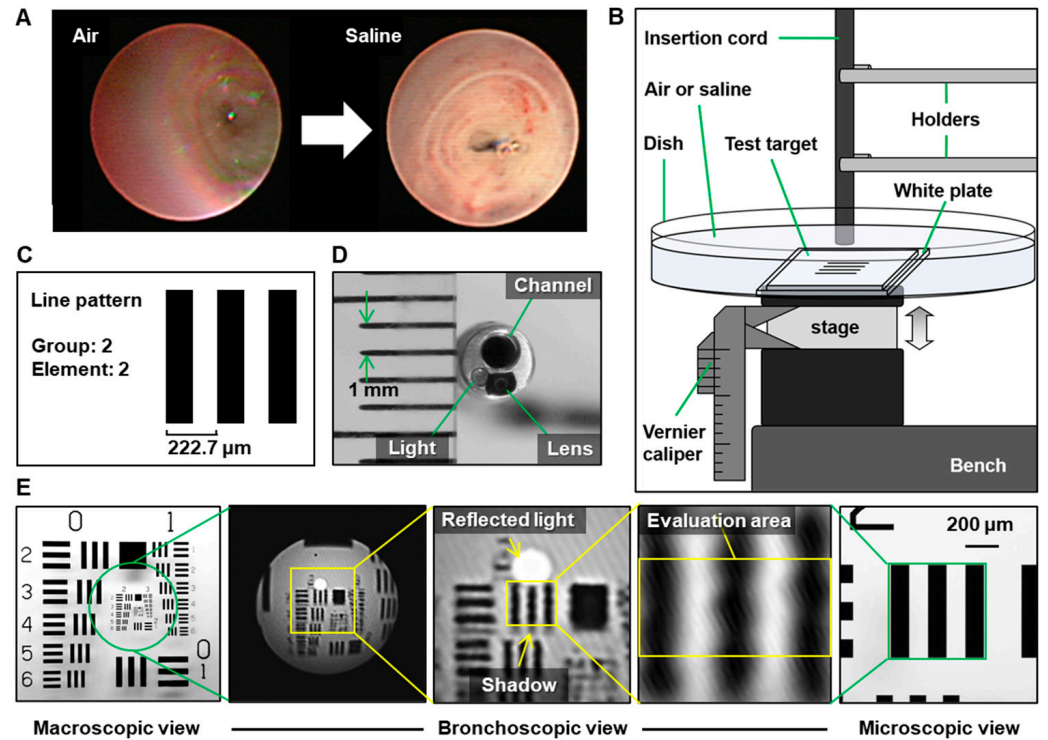 A
Air
Saline
B
Insertion cord
Air or saline
Dish
Test target
Holders
White plate
stage
Vernier
caliper
Bench
C
Line pattern
Group: 2
Element: 2
222.7 µm
D
Channel
1 mm
Light
Lens
E
0 1
2
3
4
5
6
0
1
Reflected light
Shadow
Evaluation area
200 µm
Macroscopic view
Bronchoscopic view
Microscopic view